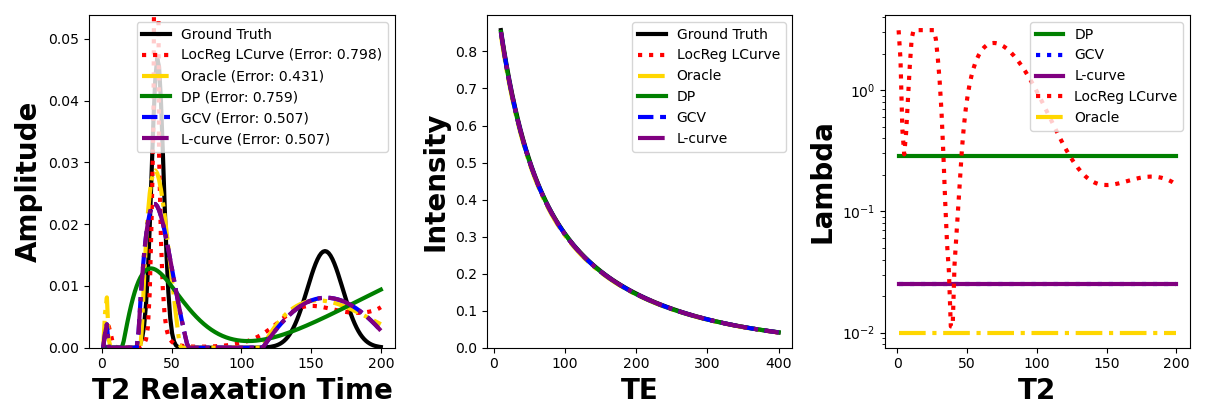 Amplitude
0.05
0.04
0.03
0.02
0.01
0.00
Ground Truth
LocReg LCurve (Error: 0.798)
Oracle (Error: 0.431)
DP (Error: 0.759)
GCV (Error: 0.507)
L-curve (Error: 0.507)
0 50 100 150 200
T2 Relaxation Time
Intensity
0.8
0.7
0.6
0.5
0.4
0.3
0.2
0.1
0.0
Ground Truth
LocReg LCurve
Oracle
DP
GCV
L-curve
0 100 200 300 400
TE
Lambda
10⁰
10⁻¹
10⁻²
DP
GCV
L-curve
LocReg LCurve
Oracle
0 50 100 150 200
T2